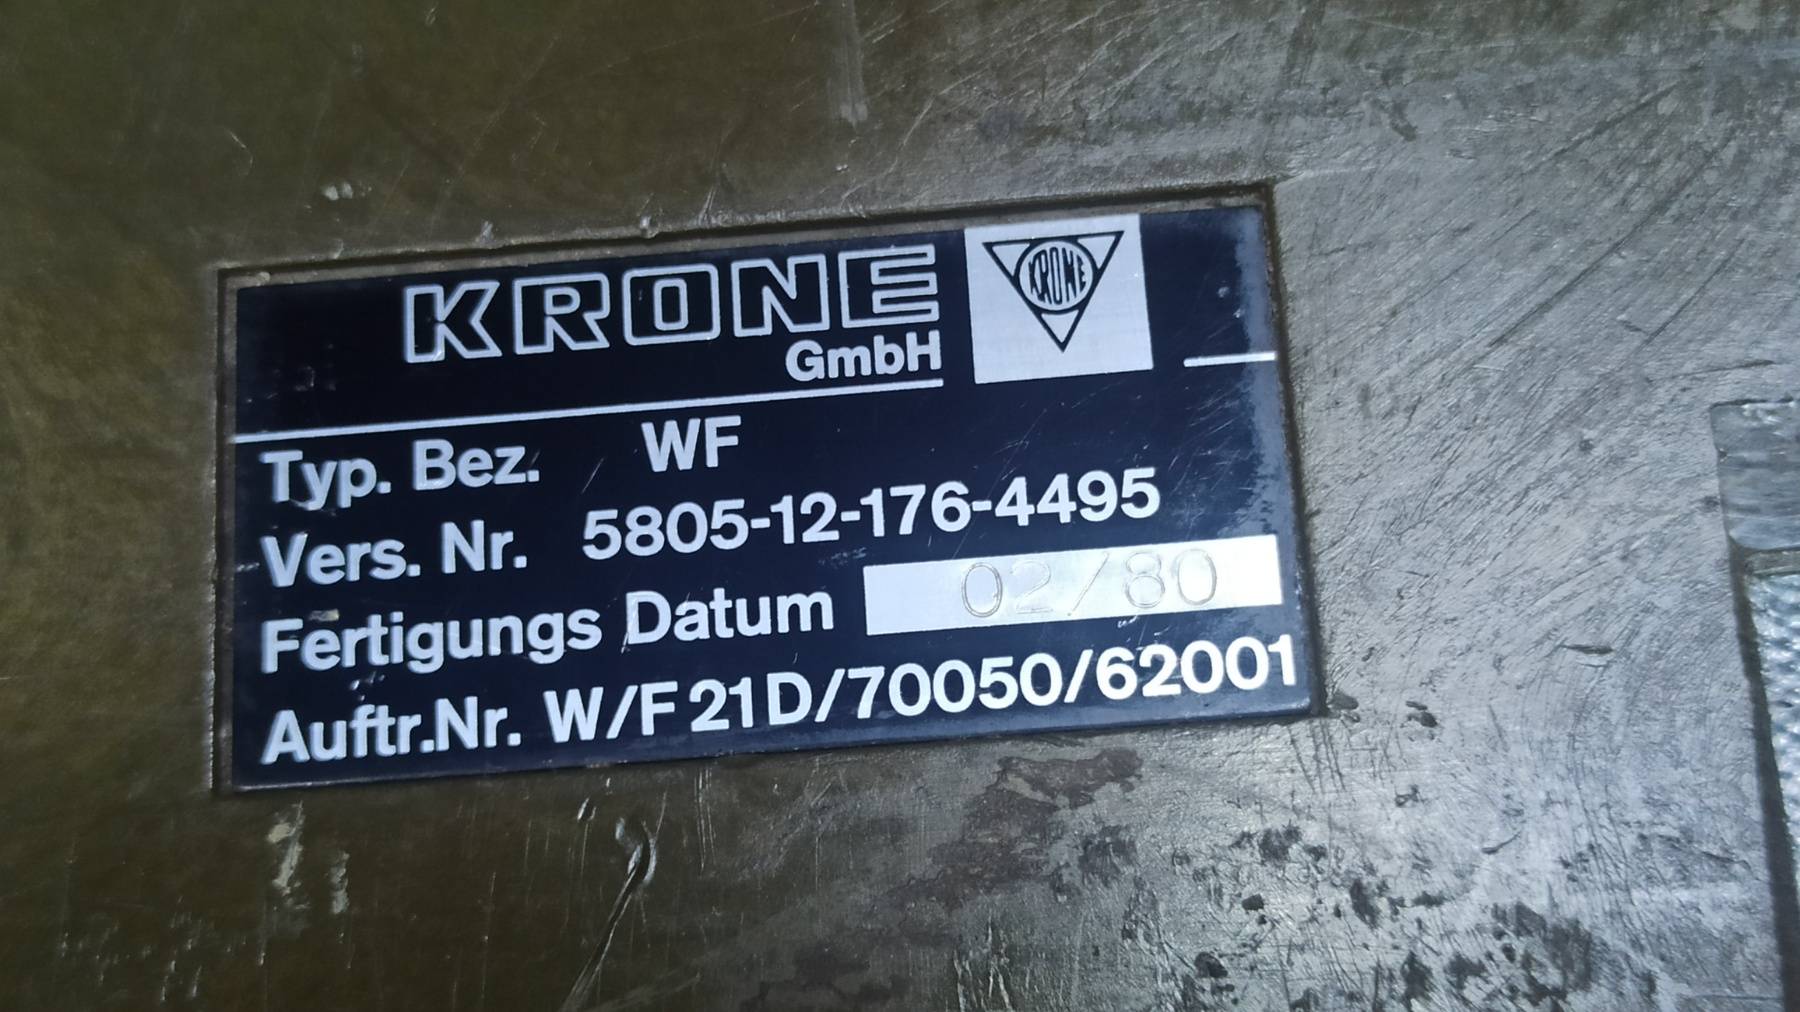 KRONE
GmbH
KRONE
Typ. Bez. WF
Vers. Nr. 5805-12-176-4495
Fertigungs Datum 02/80
Auftr.Nr. W/F21D/70050/62001